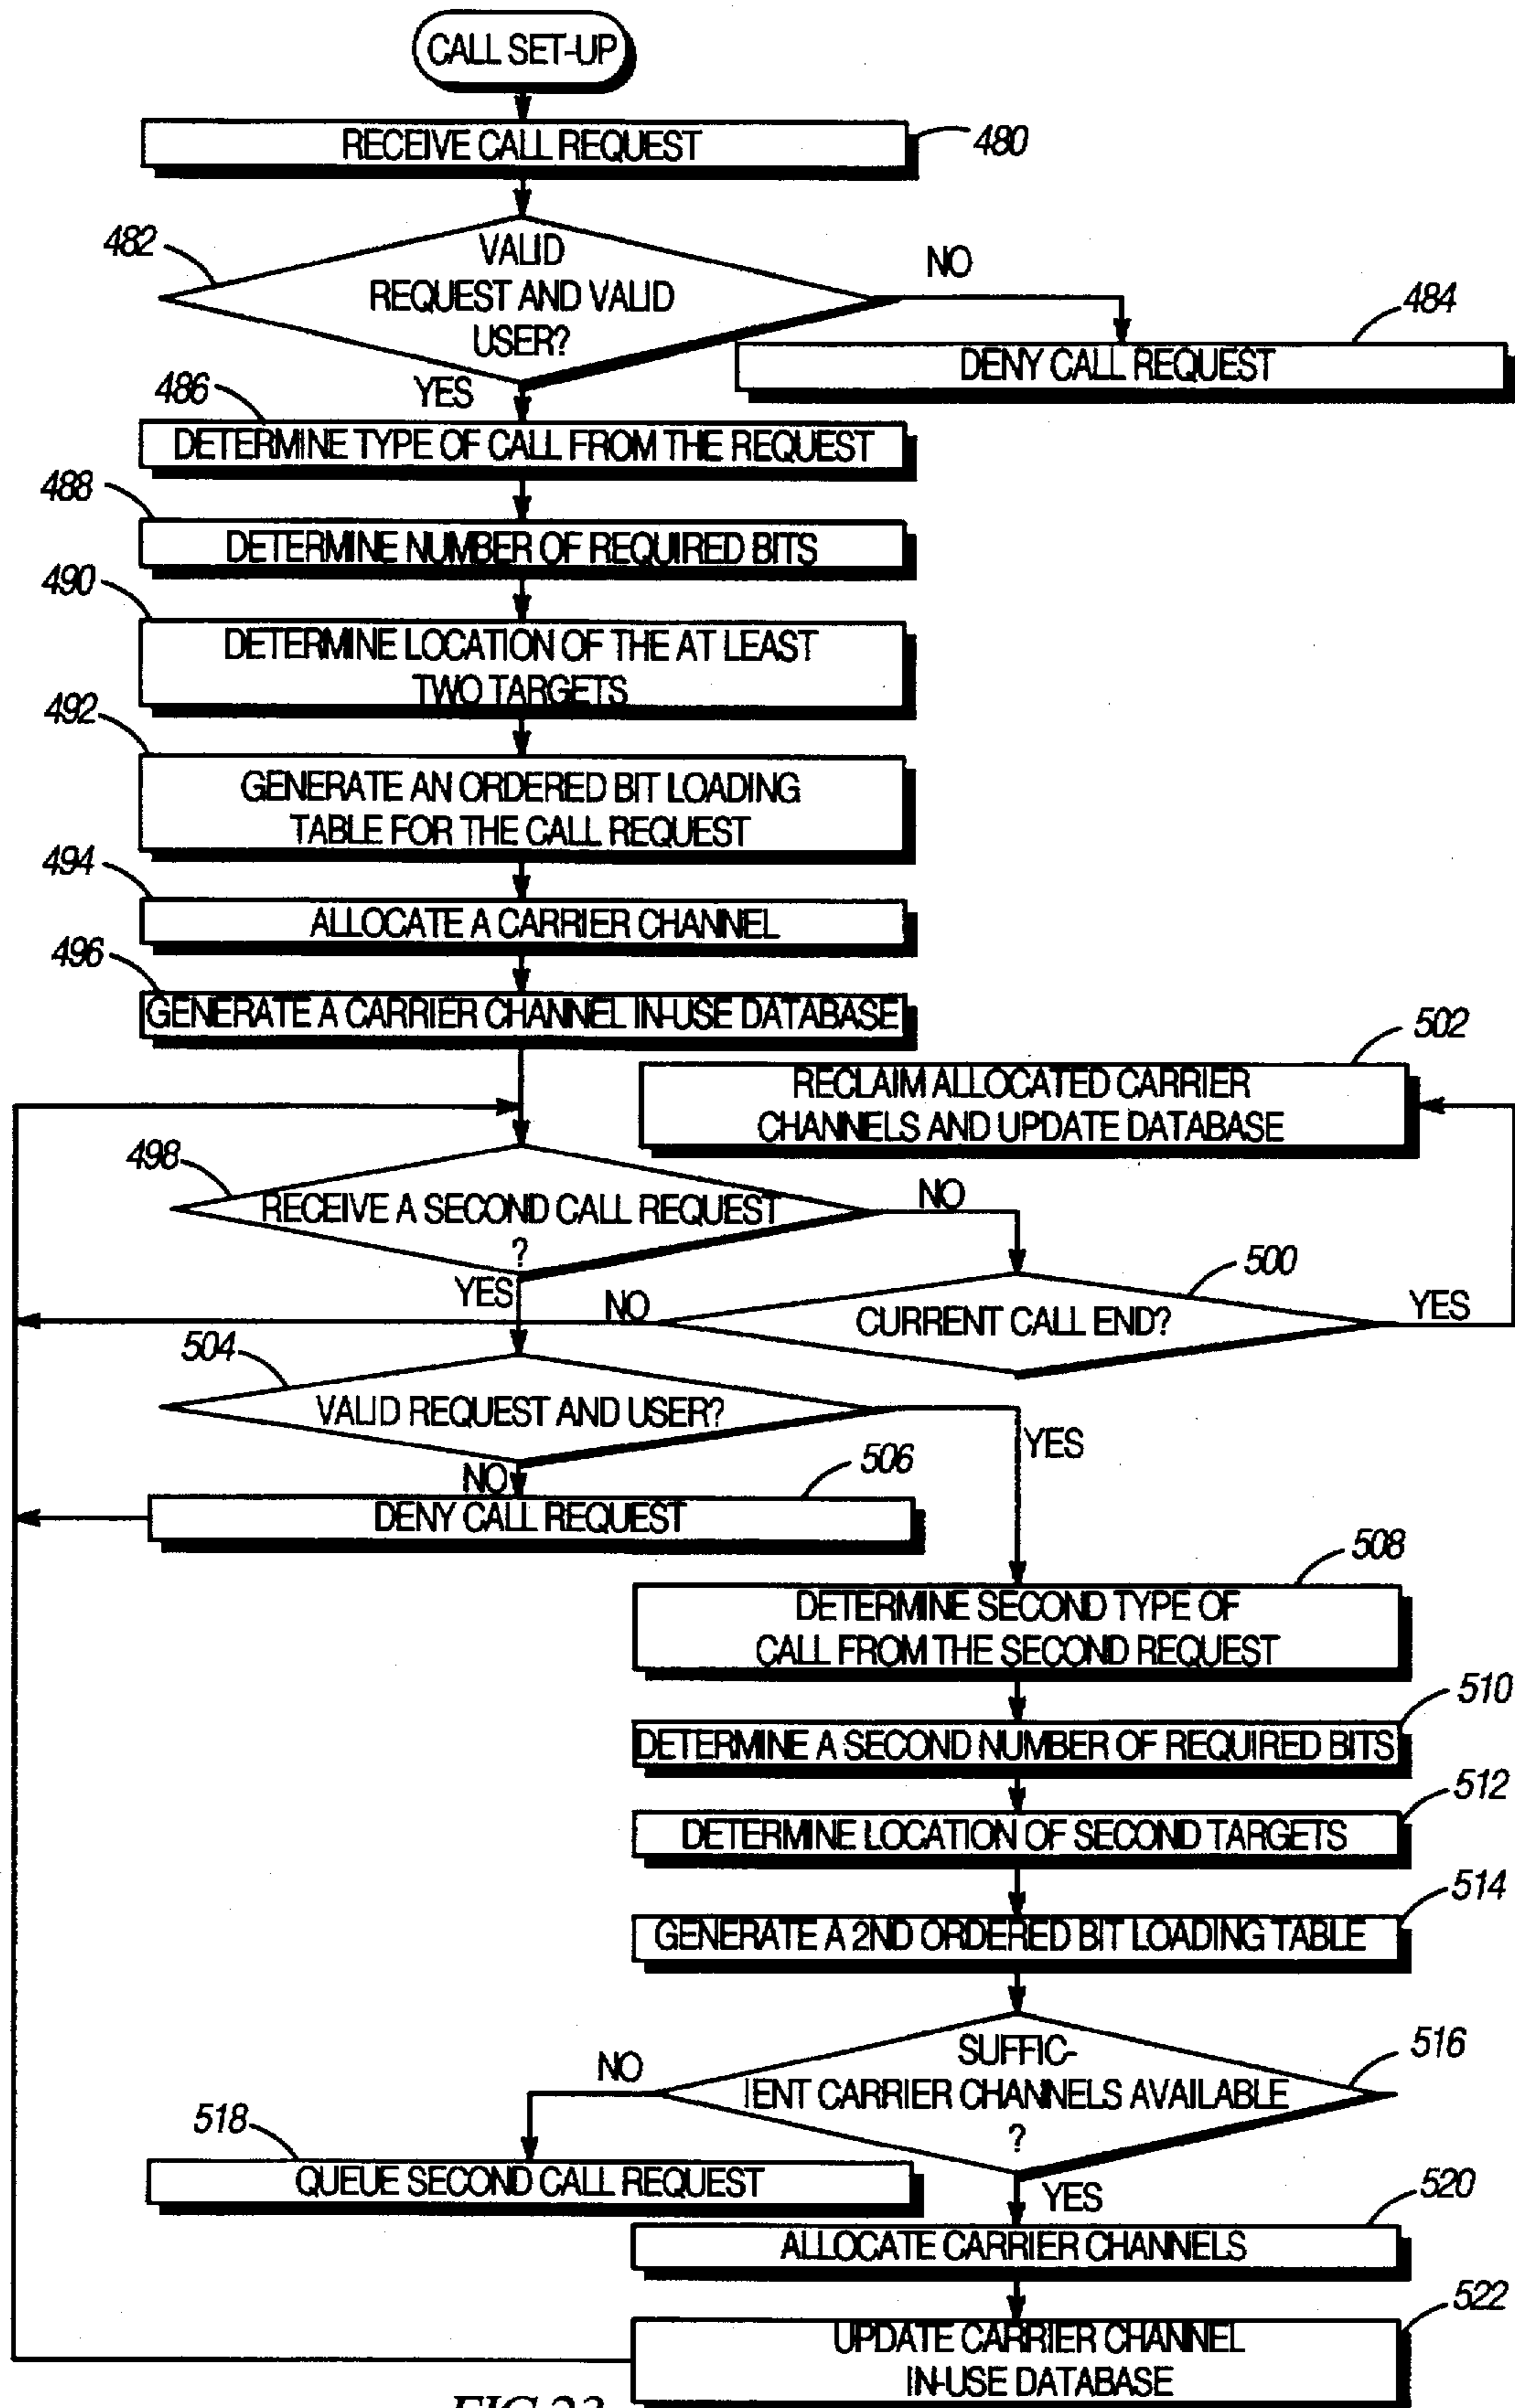 CALL SET-UP
RECEIVE CALL REQUEST
480
482
VALID
REQUEST AND VALID
USER?
NO
484
DENY CALL REQUEST
YES
486
DETERMINE TYPE OF CALL FROM THE REQUEST
488
DETERMINE NUMBER OF REQUIRED BITS
490
DETERMINE LOCATION OF THE AT LEAST
TWO TARGETS
492
GENERATE AN ORDERED BIT LOADING
TABLE FOR THE CALL REQUEST
494
ALLOCATE A CARRIER CHANNEL
496
GENERATE A CARRIER CHANNEL IN-USE DATABASE
502
RECLAIM ALLOCATED CARRIER
CHANNELS AND UPDATE DATABASE
498
RECEIVE A SECOND CALL REQUEST
?
NO
YES
500
CURRENT CALL END?
NO
YES
504
VALID REQUEST AND USER?
YES
NO
506
DENY CALL REQUEST
508
DETERMINE SECOND TYPE OF
CALL FROM THE SECOND REQUEST
510
DETERMINE A SECOND NUMBER OF REQUIRED BITS
512
DETERMINE LOCATION OF SECOND TARGETS
514
GENERATE A 2ND ORDERED BIT LOADING TABLE
516
SUFFIC-
IENT CARRIER CHANNELS AVAILABLE
?
NO
518
QUEUE SECOND CALL REQUEST
YES
520
ALLOCATE CARRIER CHANNELS
522
UPDATE CARRIER CHANNEL
IN-USE DATABASE
FIG.23